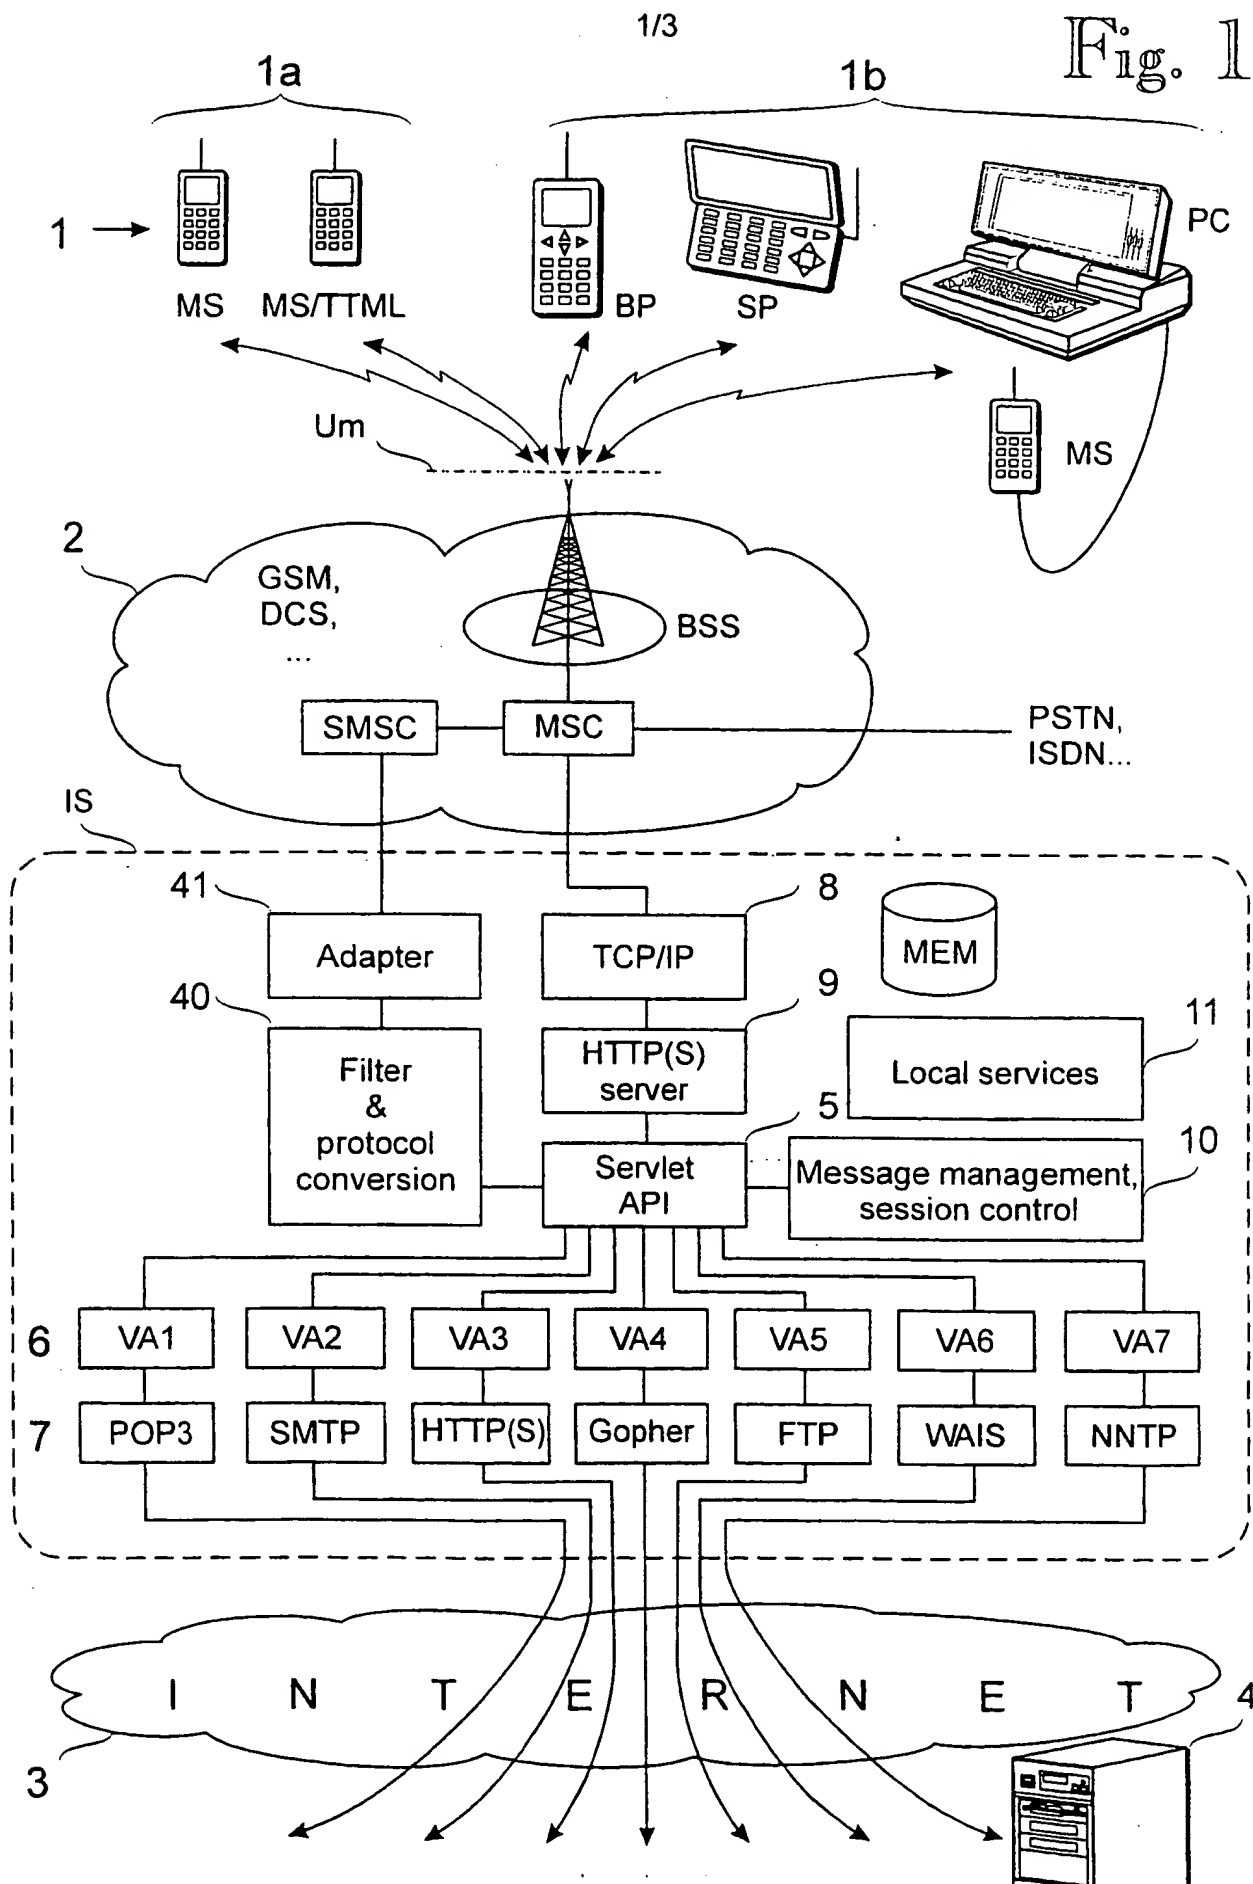 1/3
Fig. 1
1a
1b
1
PC
MS
MS/TTML
BP
SP
Um
MS
2
GSM,
DCS,
...
BSS
SMSC
MSC
PSTN,
ISDN...
IS
41
8
Adapter
TCP/IP
MEM
40
9
11
Filter
&
protocol
conversion
HTTP(S)
server
Local services
5
10
Servlet
API
Message management,
session control
6
VA1
VA2
VA3
VA4
VA5
VA6
VA7
7
POP3
SMTP
HTTP(S)
Gopher
FTP
WAIS
NNTP
I N T E R N E T
4
3